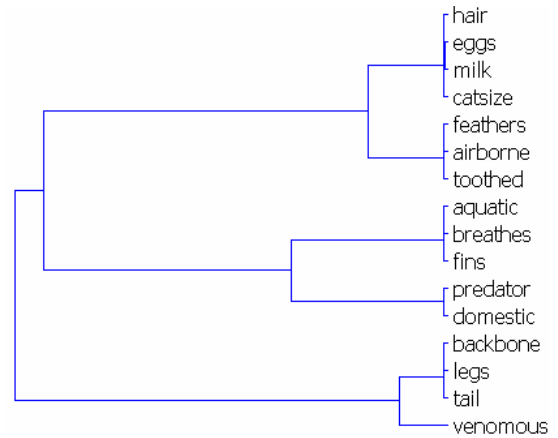 hair
eggs
milk
catsize
feathers
airborne
toothed
aquatic
breathes
fins
predator
domestic
backbone
legs
tail
venomous